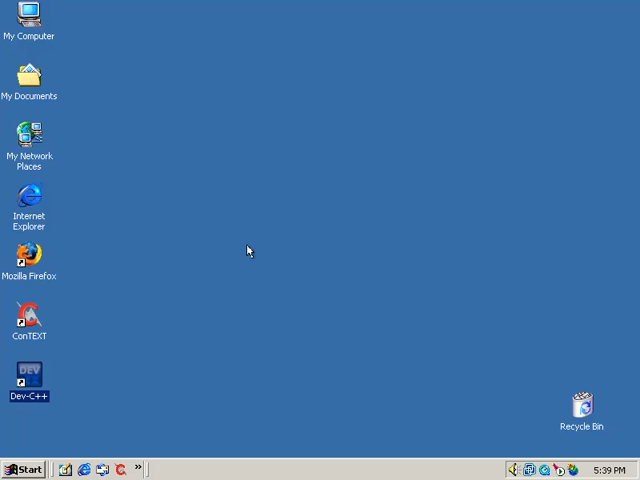 My Computer
My Documents
My Network
Places
Internet
Explorer
Mozilla Firefox
ConTEXT
DEV
Dev-C++
Recycle Bin
Start
»
5:39 PM